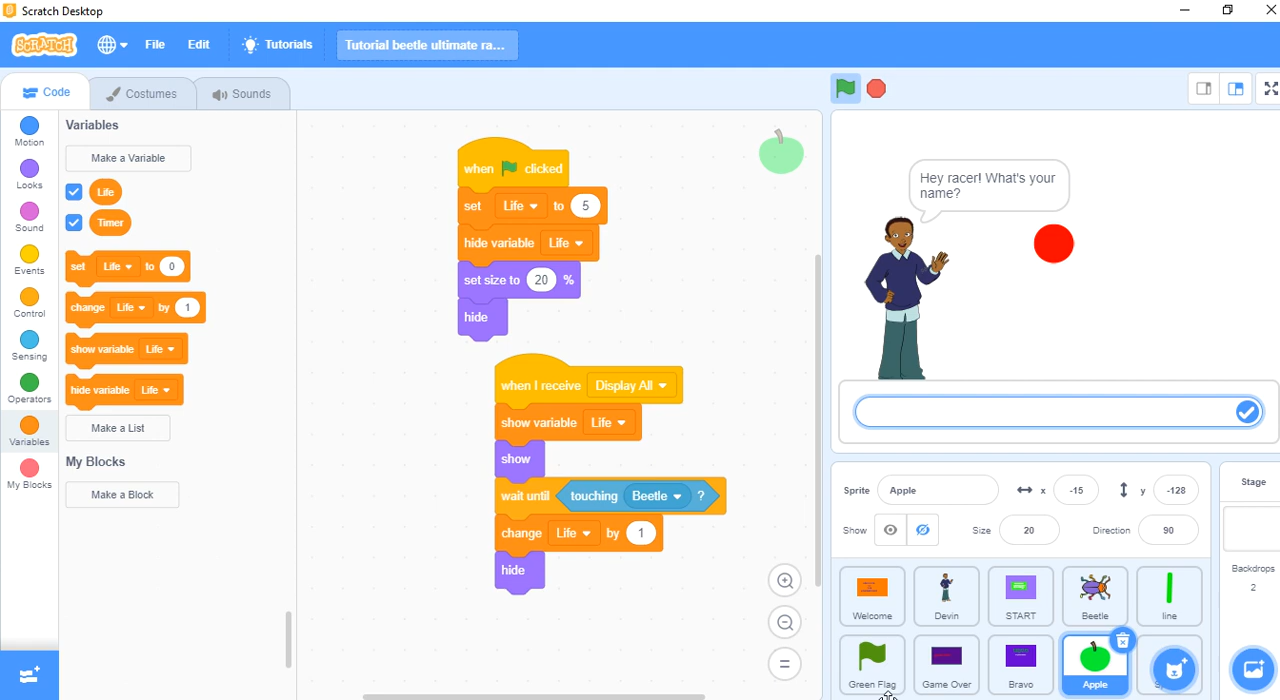 Scratch Desktop
SCRATCH
File
Edit
Tutorials
Tutorial beetle ultimate ra...
Code
Costumes
Sounds
Motion
Looks
Sound
Events
Control
Sensing
Operators
Variables
My Blocks
Variables
Make a Variable
Life
Timer
set Life to 0
change Life by 1
show variable Life
hide variable Life
Make a List
My Blocks
Make a Block
when clicked
set Life to 5
hide variable Life
set size to 20 %
hide
when I receive Display All
show variable Life
show
wait until touching Beetle ?
change Life by 1
hide
Hey racer! What's your
name?
Sprite Apple x -15 y -128
Show Size 20 Direction 90
Welcome
Devin
START
Beetle
line
Green Flag
Game Over
Bravo
Apple
Stage
Backdrops
2